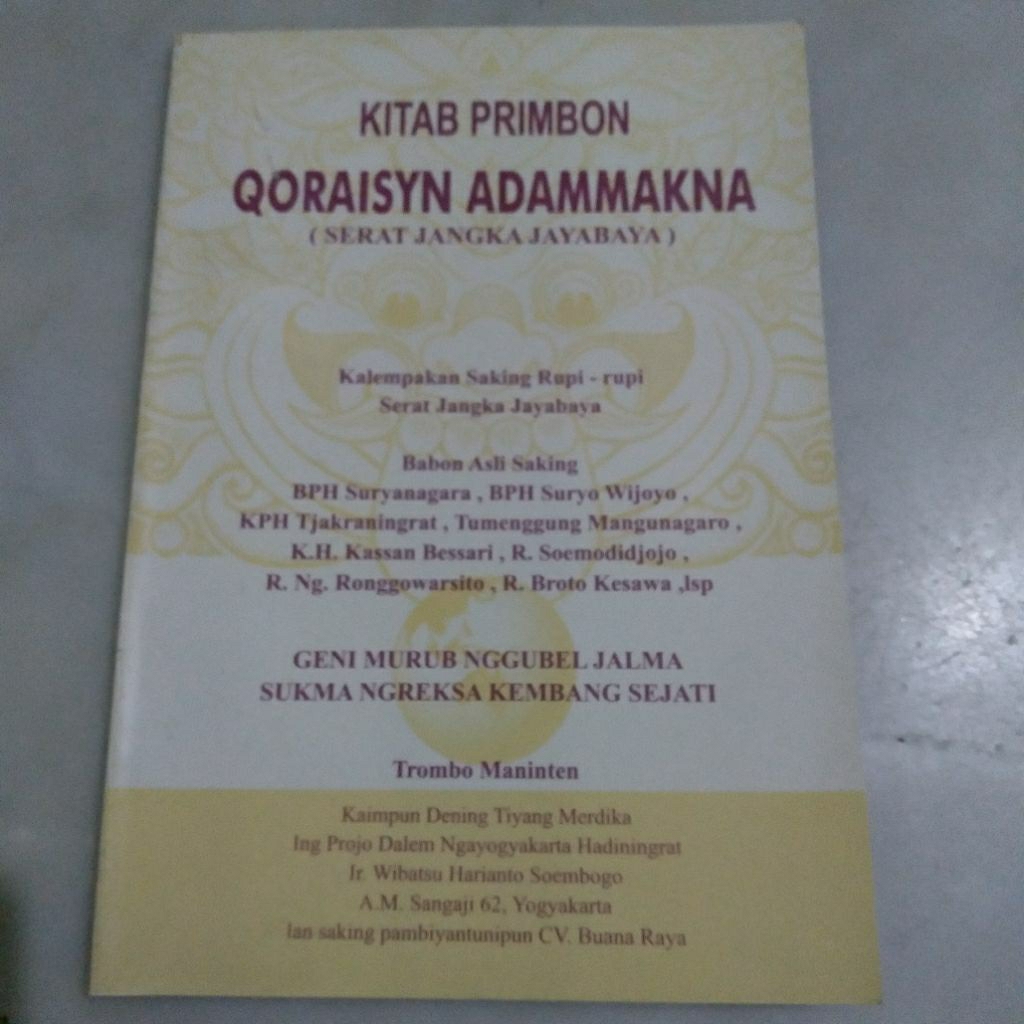 KITAB PRIMBON
QORAISYN ADAMMAKNA
( SERAT JANGKA JAYABAYA )
Kalempakan Saking Rupi - rupi
Serat Jangka Jayabaya
Babon Asli Saking
BPH Suryanagara , BPH Suryo Wijoyo ,
KPH Tjakraningrat , Tumenggung Mangunagaro ,
K.H. Kassan Bessari , R. Soemodidjojo ,
R. Ng. Ronggowarsito , R. Broto Kesawa ,lsp
GENI MURUB NGGUBEL JALMA
SUKMA NGREKSA KEMBANG SEJATI
Trombo Maninten
Kaimpun Dening Tiyang Merdika
Ing Projo Dalem Ngayogyakarta Hadiningrat
Ir. Wibatsu Harianto Soembogo
A.M. Sangaji 62, Yogyakarta
lan saking pambiyantunipun CV. Buana Raya